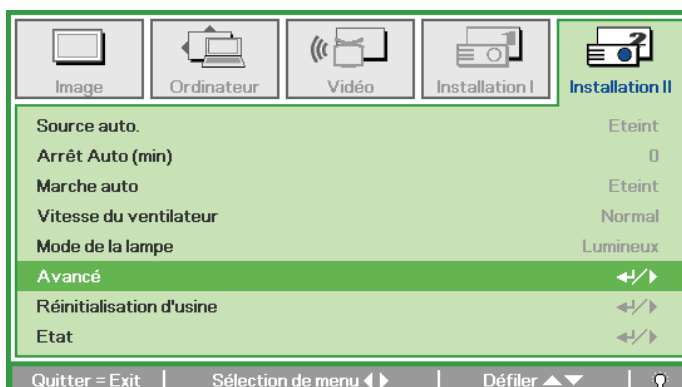 Image Ordinateur Vidéo Installation I Installation II
Source auto. Eteint
Arrêt Auto (min) 0
Marche auto Eteint
Vitesse du ventilateur Normal
Mode de la lampe Lumineux
Avancé
Réinitialisation d'usine
Etat
Quitter = Exit | Sélection de menu | Défiler